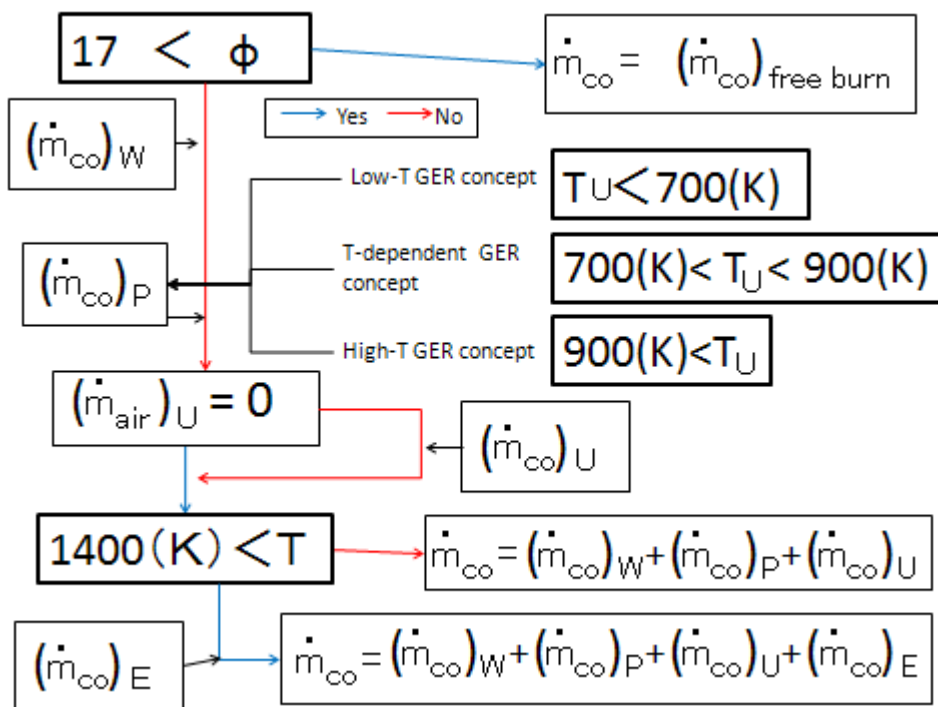 17 < ϕ
ṁco = (ṁco)free burn
Yes
No
(ṁco)W
Low-T GER concept
TU<700(K)
T-dependent GER
concept
700(K)< TU < 900(K)
(ṁco)P
High-T GER concept
900(K)<TU
(ṁair)U = 0
(ṁco)U
1400(K)<T
ṁco=(ṁco)W+(ṁco)P+(ṁco)U
(ṁco)E
ṁco=(ṁco)W+(ṁco)P+(ṁco)U+(ṁco)E